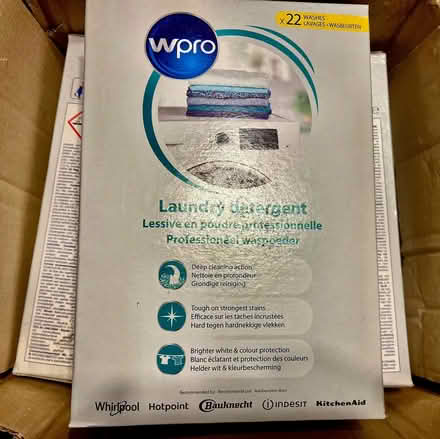 x 22 WASHES
LAVAGES • WASBEURTEN
wpro
Laundry detergent
Lessive en poudre professionnelle
Professioneel waspoeder
Deep cleaning action
Nettoie en profondeur
Grondige reiniging
Tough on strongest stains
Efficace sur les taches incrustées
Hard tegen hardnekkige vlekken
Brighter white & colour protection
Blanc éclatant et protection des couleurs
Helder wit & kleurbescherming
Whirlpool Hotpoint Bauknecht indesit KitchenAid